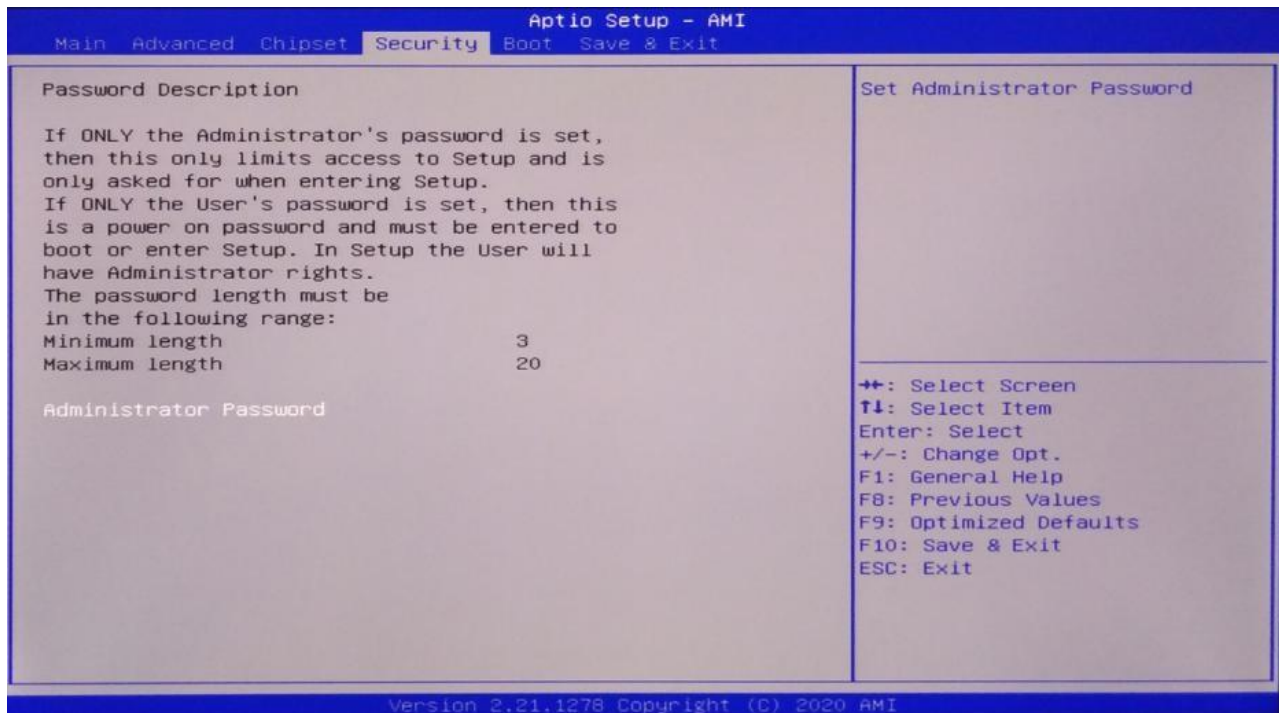 Aptio Setup - AMI
Main Advanced Chipset Security Boot Save & Exit
Password Description
If ONLY the Administrator's password is set,
then this only limits access to Setup and is
only asked for when entering Setup.
If ONLY the User's password is set, then this
is a power on password and must be entered to
boot or enter Setup. In Setup the User will
have Administrator rights.
The password length must be
in the following range:
Minimum length 3
Maximum length 20
Administrator Password
Set Administrator Password
→←: Select Screen
↑↓: Select Item
Enter: Select
+/-: Change Opt.
F1: General Help
F8: Previous Values
F9: Optimized Defaults
F10: Save & Exit
ESC: Exit
Version 2.21.1278 Copyright (C) 2020 AMI